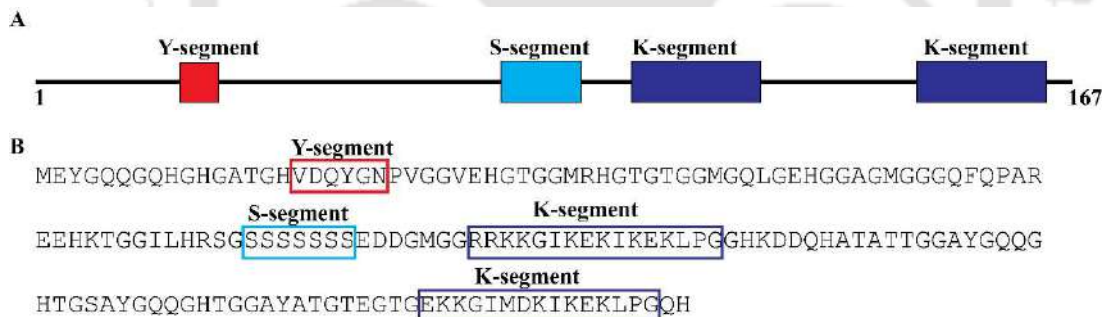 A
Y-segment S-segment K-segment K-segment
1 167
B
Y-segment
MEYGQQGQHGHGATGHVDQYGNPVGGVEHGTGGMRHGTGTGGMGQLGEHGGAGMGGGQFQPAR
S-segment K-segment
EEHKTGGILHRSGSSSSSSSEDDGMGGRRKKGIKEKIKEKLPGGHKDDQHATATTGGAYGQQG
K-segment
HTGSAYGQQGHTGGAYATGTEGTGEKKGIMDKIKEKLPGQH